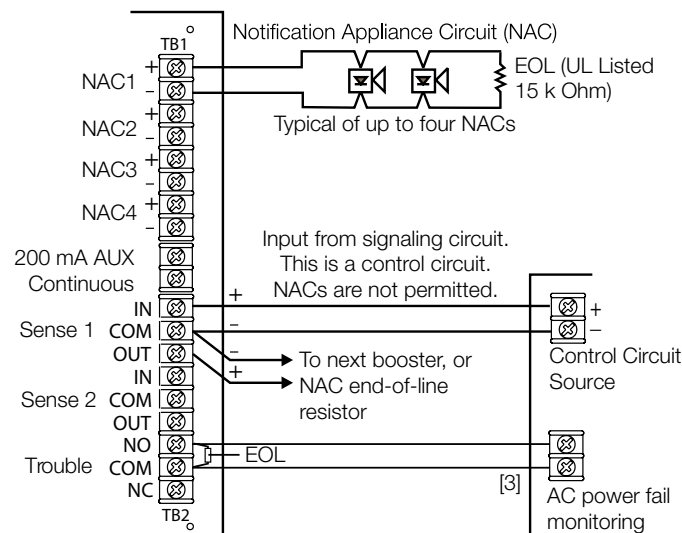 Notification Appliance Circuit (NAC)
TB1
+
NAC1
–
EOL (UL Listed
15 k Ohm)
Typical of up to four NACs
+
NAC2
–
+
NAC3
–
+
NAC4
–
200 mA AUX
Continuous
Input from signaling circuit.
This is a control circuit.
NACs are not permitted.
IN
+
+
Sense 1
COM
–
–
OUT
–
+
To next booster, or
NAC end-of-line
resistor
Control Circuit
Source
IN
Sense 2
COM
OUT
NO
Trouble
COM
EOL
NC
[3]
AC power fail
monitoring
TB2